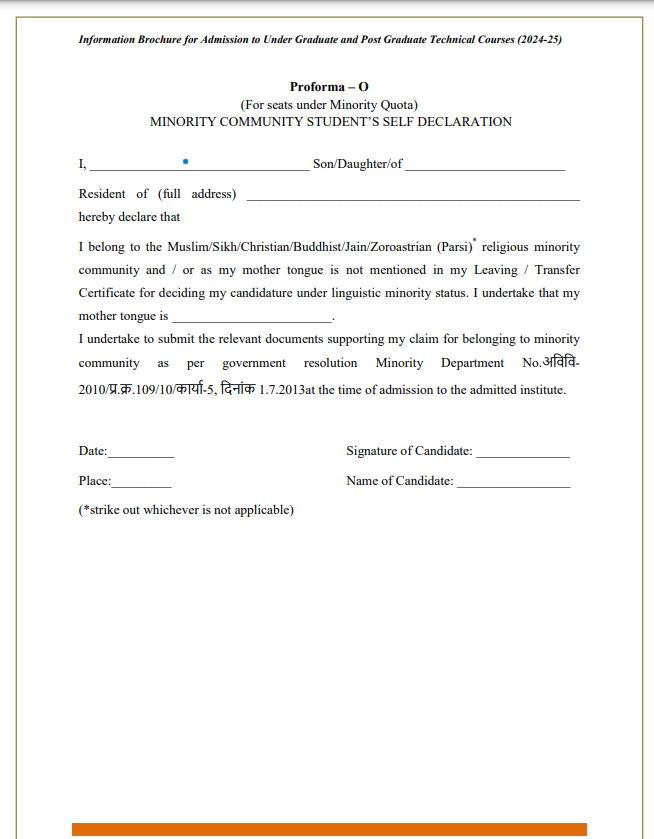 Information Brochure for Admission to Under Graduate and Post Graduate Technical Courses (2024-25)
Proforma – O
(For seats under Minority Quota)
MINORITY COMMUNITY STUDENT’S SELF DECLARATION
I, __________________________________ Son/Daughter/of _________________________
Resident of (full address) ____________________________________________________
hereby declare that
I belong to the Muslim/Sikh/Christian/Buddhist/Jain/Zoroastrian (Parsi)* religious minority
community and / or as my mother tongue is not mentioned in my Leaving / Transfer
Certificate for deciding my candidature under linguistic minority status. I undertake that my
mother tongue is _________________________.
I undertake to submit the relevant documents supporting my claim for belonging to minority
community as per government resolution Minority Department No.अविवि-
2010/प्र.क्र.109/10/कार्या-5, दिनांक 1.7.2013at the time of admission to the admitted institute.
Date:__________ Signature of Candidate: ______________
Place:_________ Name of Candidate: _________________
(*strike out whichever is not applicable)